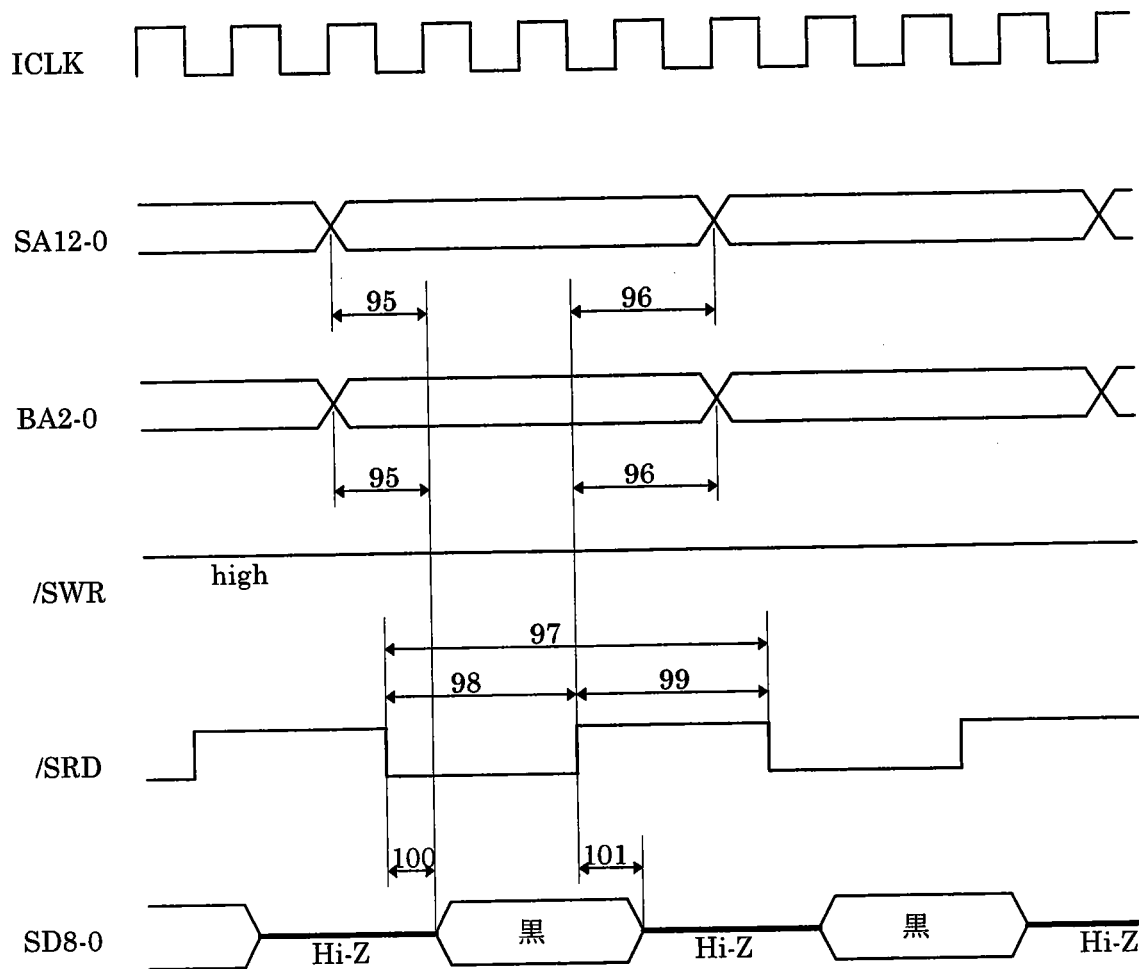 ICLK
SA12-0
95
96
BA2-0
95
96
high
/SWR
97
98
99
/SRD
100
101
SD8-0
Hi-Z
黒
Hi-Z
黒
Hi-Z